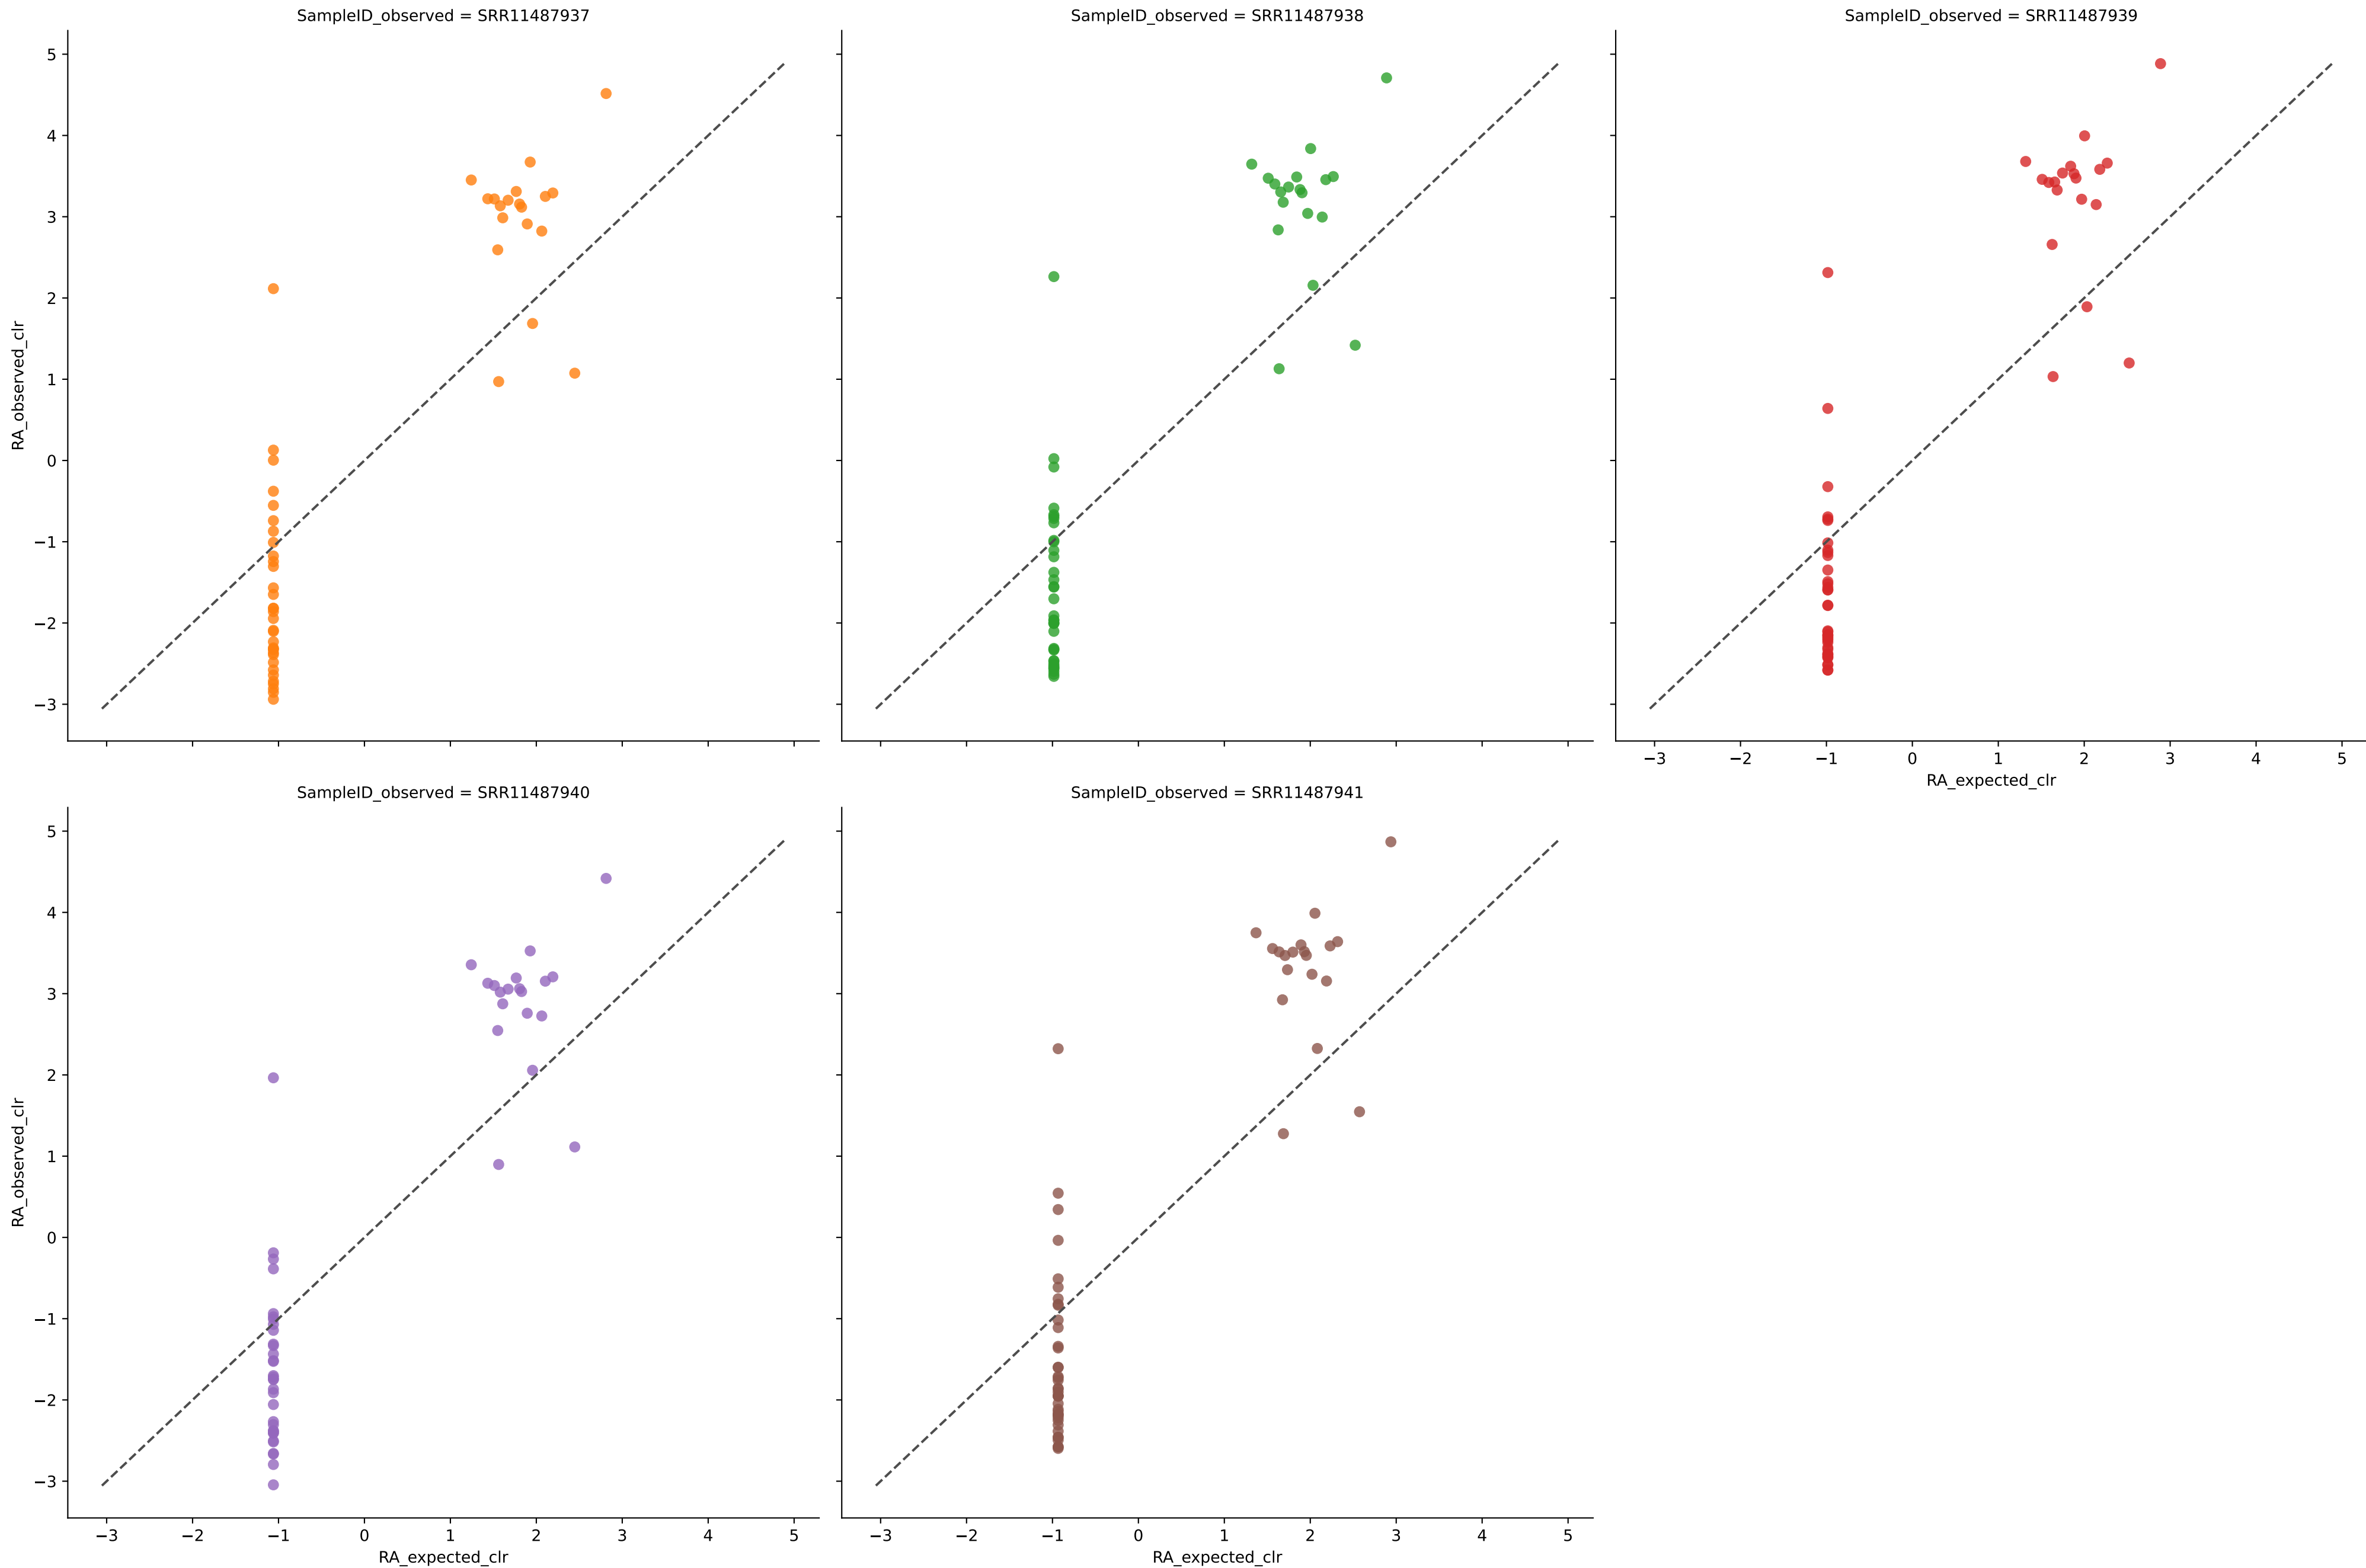 SampleID_observed = SRR11487937
SampleID_observed = SRR11487938
SampleID_observed = SRR11487939
5
4
3
2
1
0
−1
−2
−3
RA_observed_clr
−3 −2 −1 0 1 2 3 4 5
RA_expected_clr
SampleID_observed = SRR11487940
SampleID_observed = SRR11487941
5
4
3
2
1
0
−1
−2
−3
RA_observed_clr
−3 −2 −1 0 1 2 3 4 5
RA_expected_clr
−3 −2 −1 0 1 2 3 4 5
RA_expected_clr